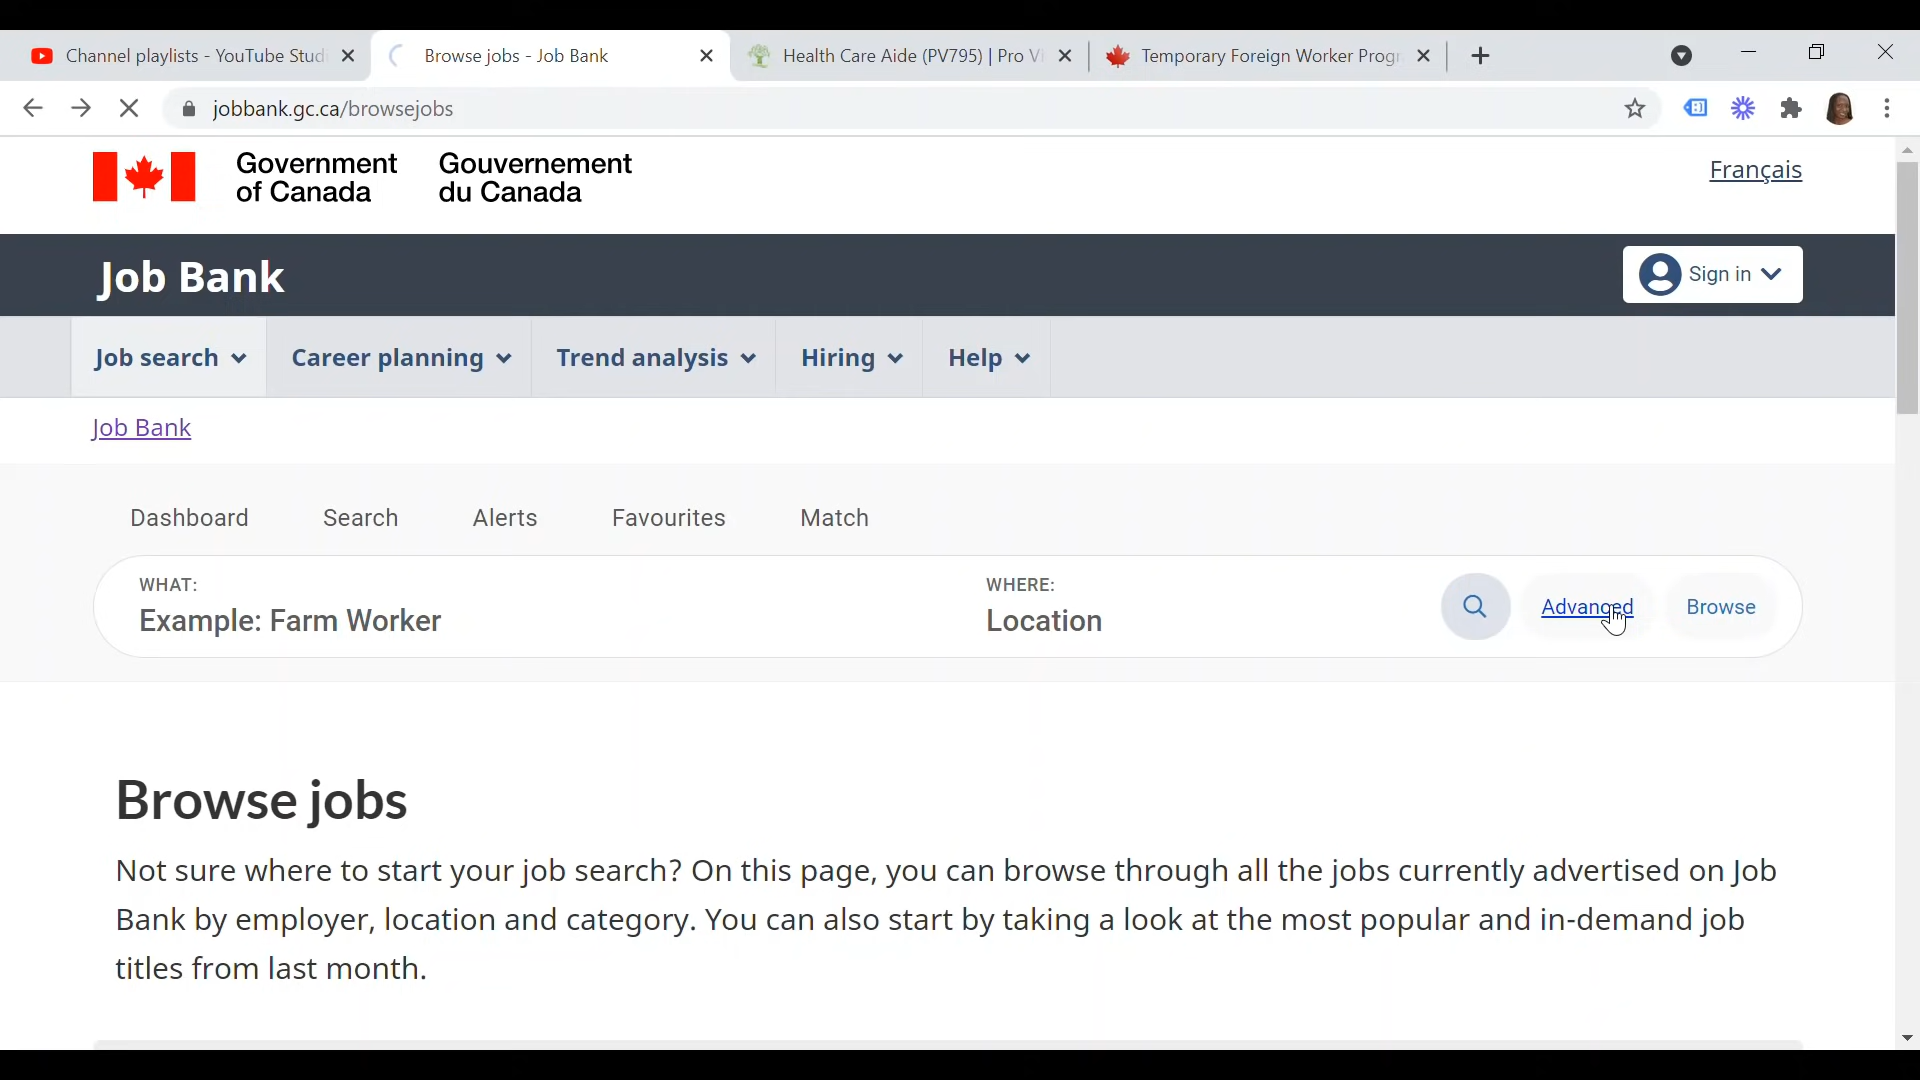 Channel playlists - YouTube Stud
Browse jobs - Job Bank
Health Care Aide (PV795) | Pro Vi
Temporary Foreign Worker Progr
jobbank.gc.ca/browsejobs
Government of Canada
Gouvernement du Canada
Français
Job Bank
Sign in
Job search
Career planning
Trend analysis
Hiring
Help
Job Bank
Dashboard
Search
Alerts
Favourites
Match
WHAT:
Example: Farm Worker
WHERE:
Location
Advanced
Browse
Browse jobs
Not sure where to start your job search? On this page, you can browse through all the jobs currently advertised on Job
Bank by employer, location and category. You can also start by taking a look at the most popular and in-demand job
titles from last month.